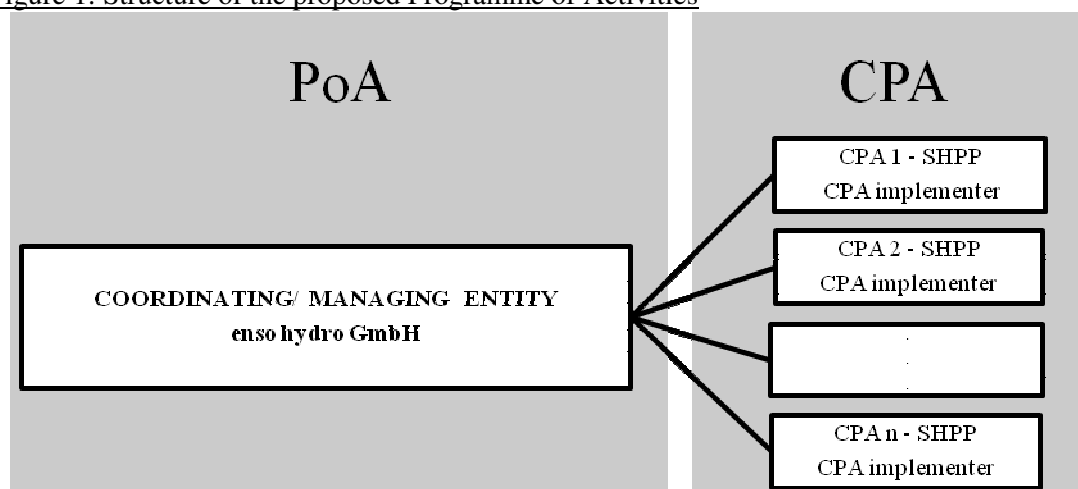 Figure 1: Structure of the proposed Programme of Activities
PoA
CPA
COORDINATING/ MANAGING ENTITY
enso hydro GmbH
CPA 1 - SHPP
CPA implementer
CPA 2 - SHPP
CPA implementer
.
.
CPA n - SHPP
CPA implementer